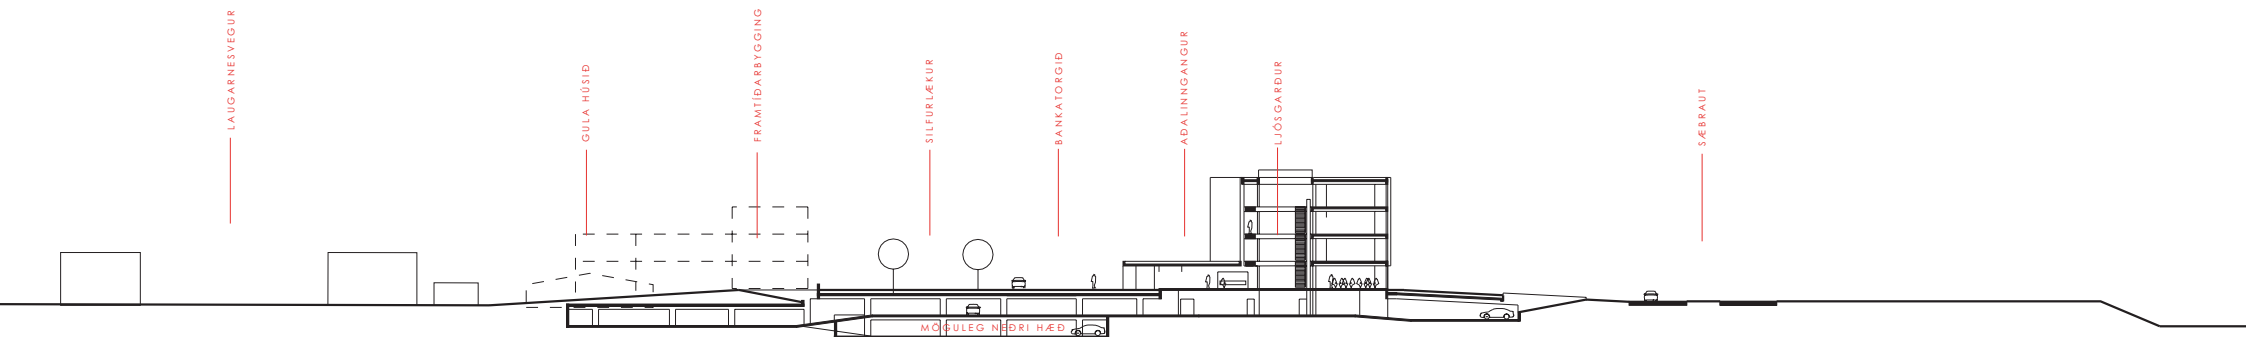 LAUGARNESVEGUR
GULA HÚSIÐ
FRAMTÍÐARBYGGING
SILFURLÆKUR
BANKATORGIÐ
AÐALINNGANGUR
LJÓSGARÐUR
SÆBRAUT
MÖGULEG NEÐRI HÆÐ